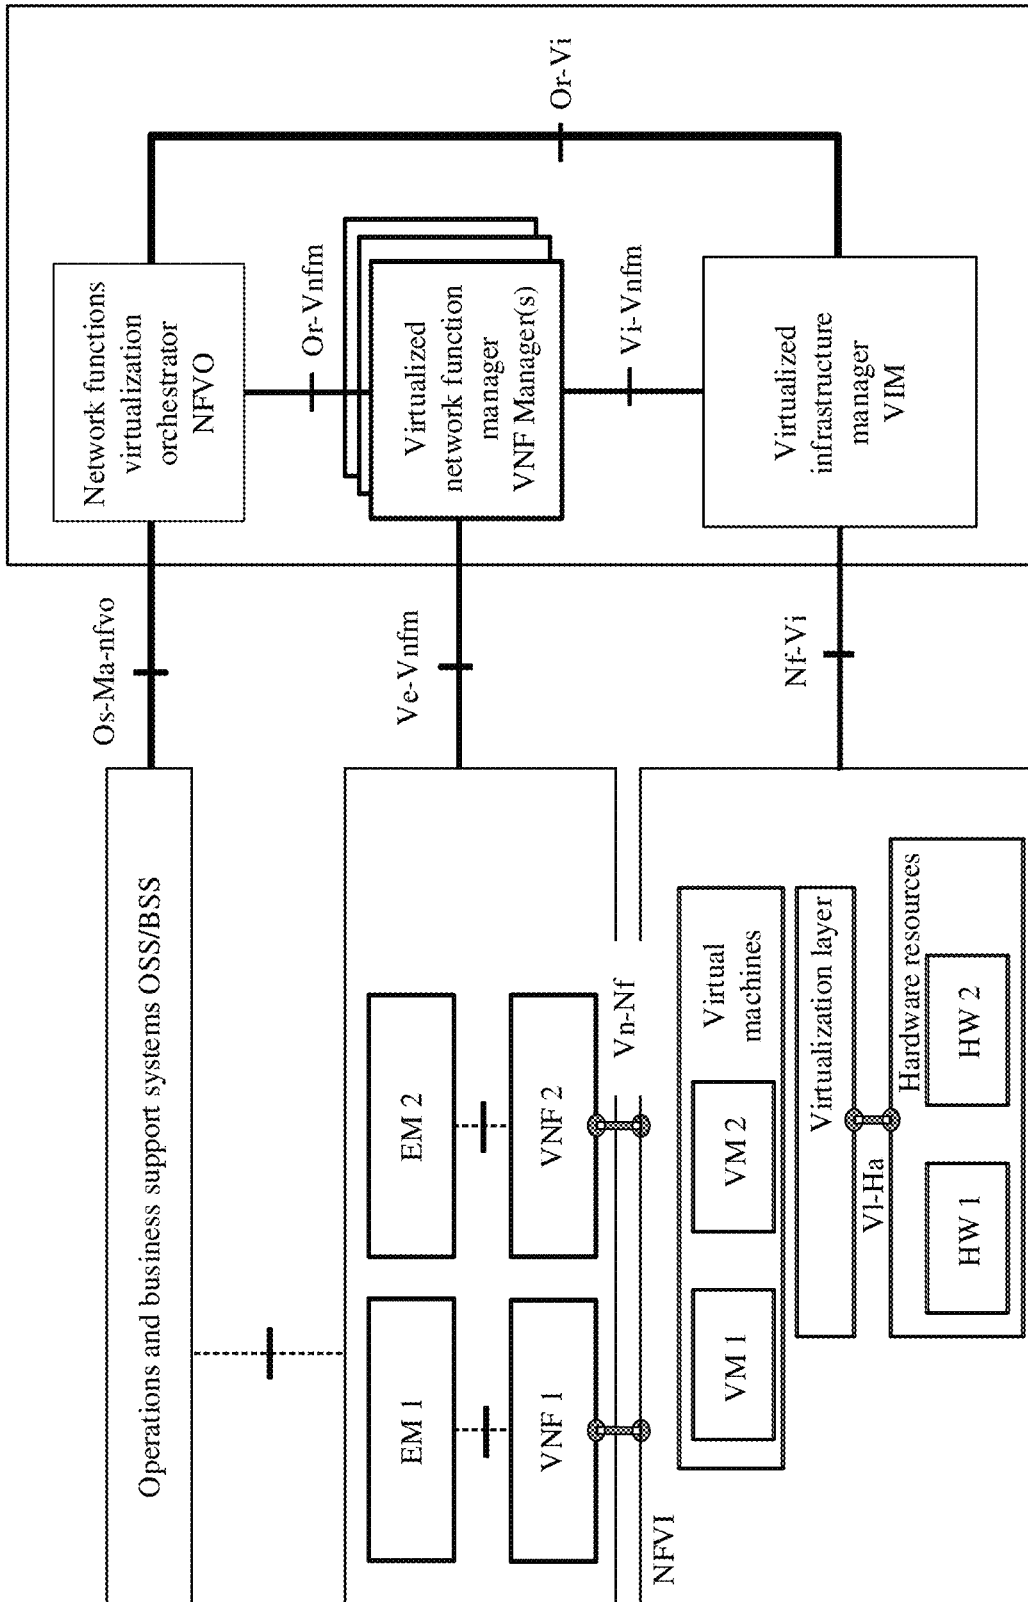 Operations and business support systems OSS/BSS
Os-Ma-nfvo
Network functions
virtualization
orchestrator
NFVO
Or-Vnfm
Or-Vi
EM 1
EM 2
VNF 1
VNF 2
Ve-Vnfm
Virtualized
network function
manager
VNF Manager(s)
Vn-Nf
Vi-Vnfm
NFVI
VM 1
VM 2
Virtual
machines
Virtualization layer
Vl-Ha
Hardware resources
HW 1
HW 2
Nf-Vi
Virtualized
infrastructure
manager
VIM